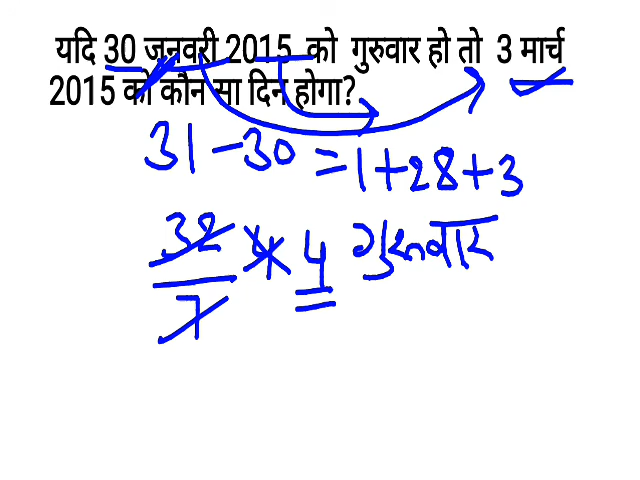 यदि 30 जनवरी 2015 को गुरुवार हो तो 3 मार्च
2015 को कौन सा दिन होगा?
31-30=1+28+3
32
7
4 गुरुवार